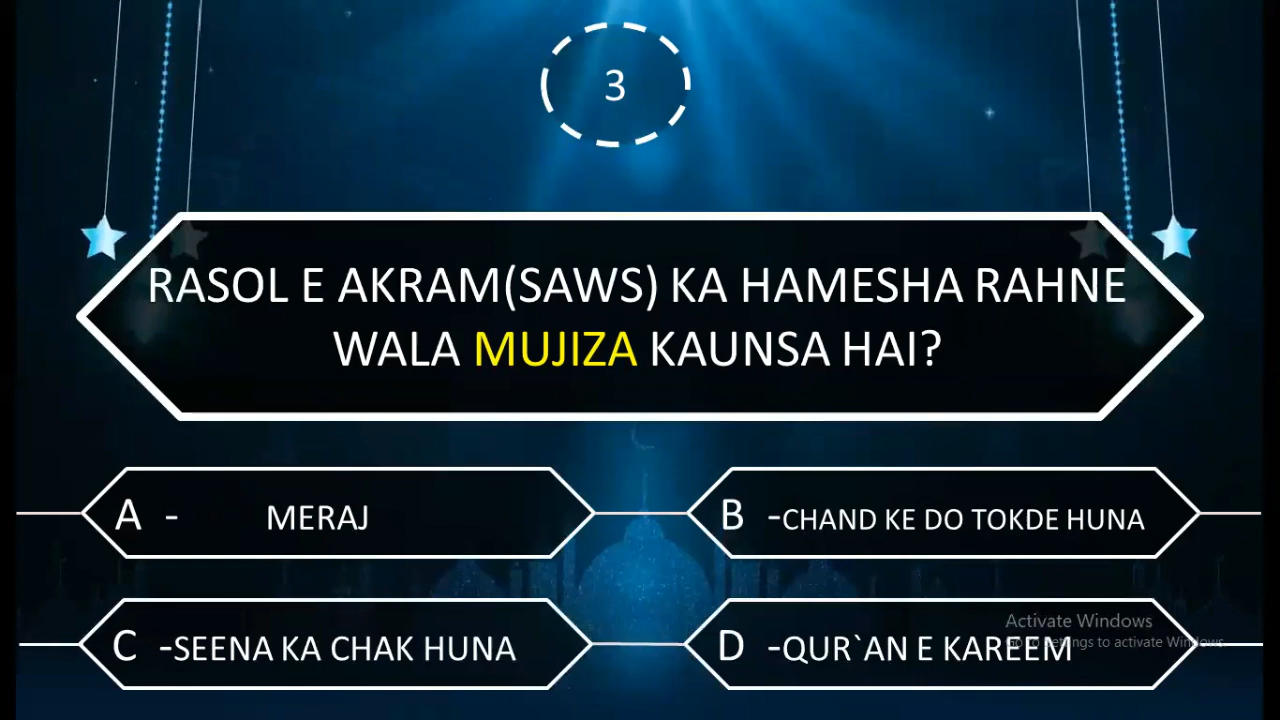 3
RASOL E AKRAM(SAWS) KA HAMESHA RAHNE
WALA MUJIZA KAUNSA HAI?
A - MERAJ
B -CHAND KE DO TOKDE HUNA
C -SEENA KA CHAK HUNA
D -QUR`AN E KAREEM
Activate Windows
Go to Settings to activate Windows.